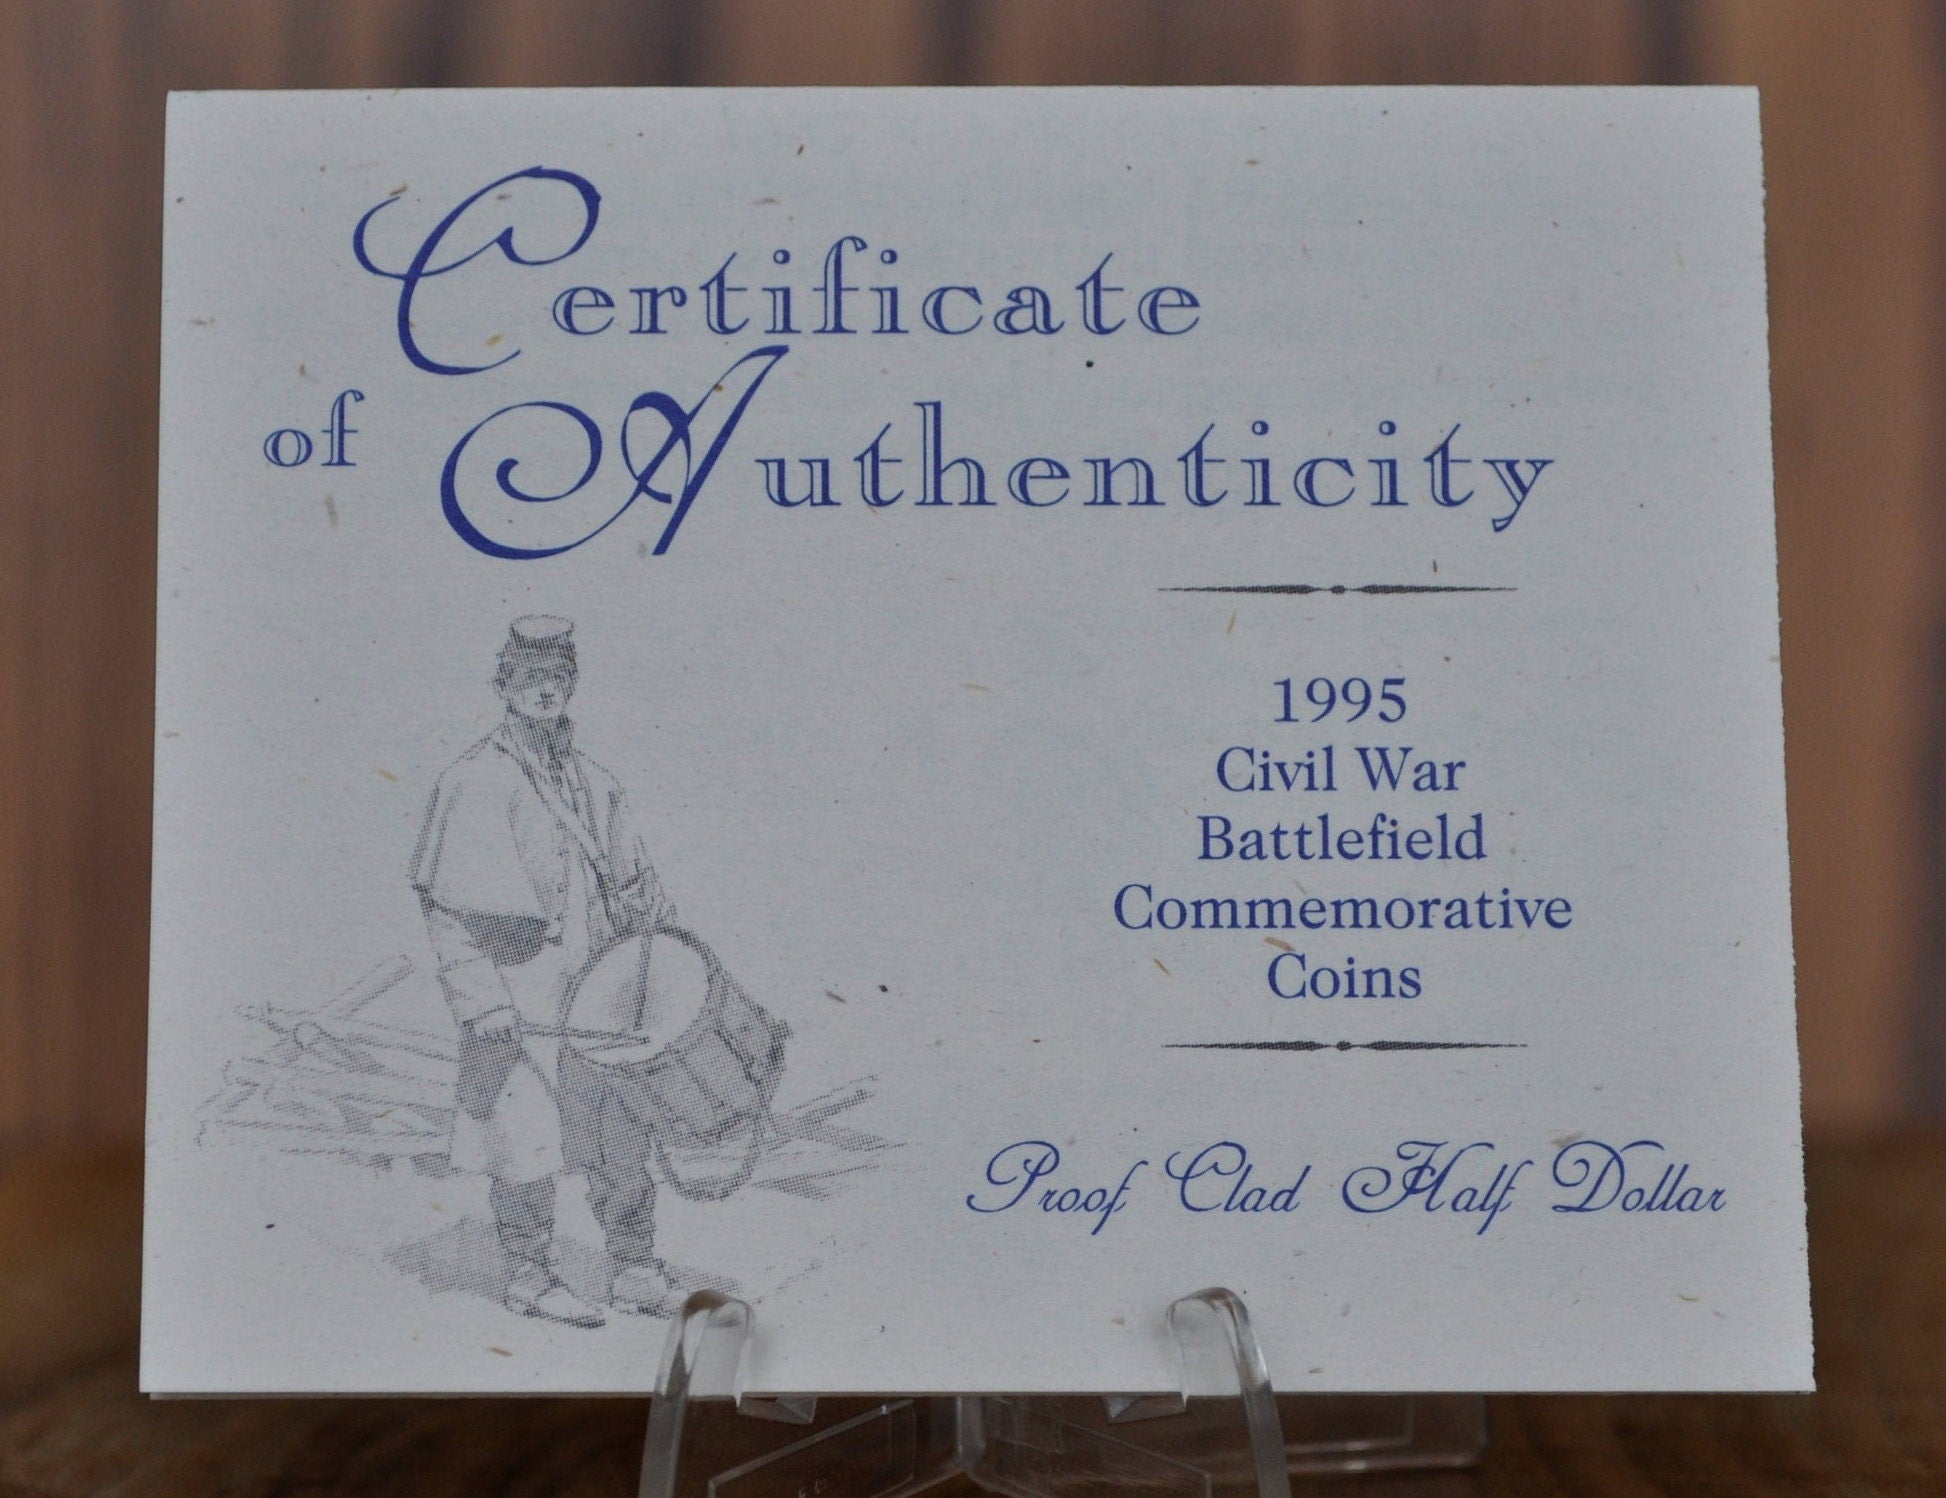 Certificate
of Authenticity
1995
Civil War
Battlefield
Commemorative
Coins
Proof Clad Half Dollar